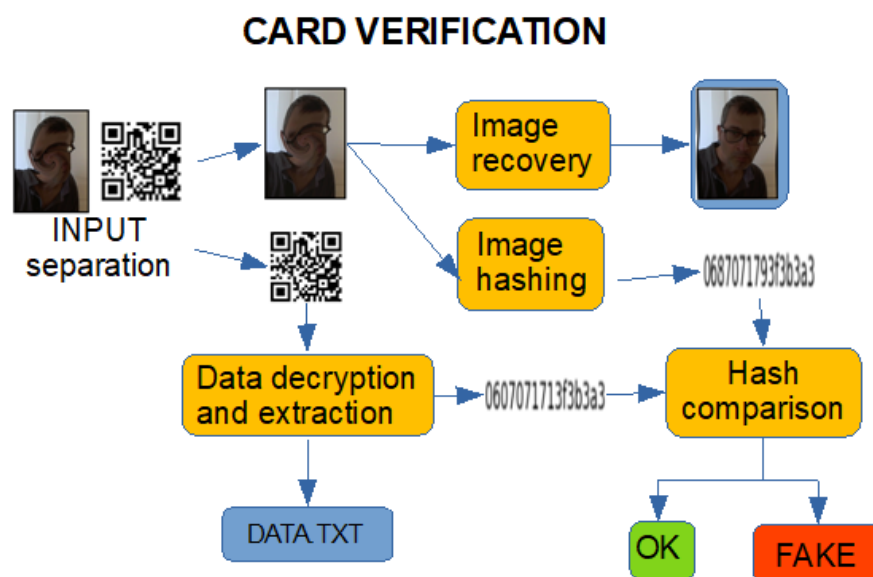 CARD VERIFICATION
INPUT
separation
Image
recovery
Image
hashing
0687071793f3b3a3
Data decryption
and extraction
0607071713f3b3a3
Hash
comparison
DATA.TXT
OK
FAKE